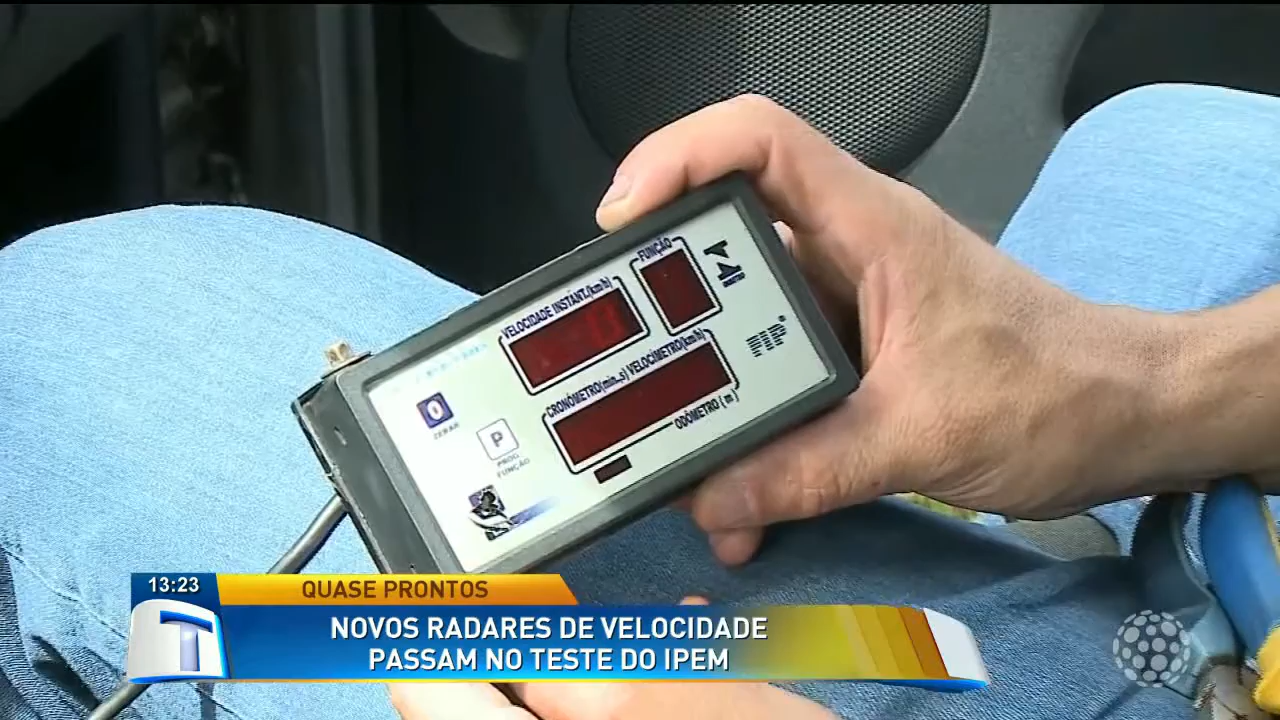 FUNÇÃO
VELOCIDADE INSTANT.(km/h)
CRONÔMETRO(min,s) VELOCÍMETRO(km/h)
ODÔMETRO (m)
0
ZERAR
P
PROG.
FUNÇÃO
13:23
QUASE PRONTOS
T
NOVOS RADARES DE VELOCIDADE
PASSAM NO TESTE DO IPEM